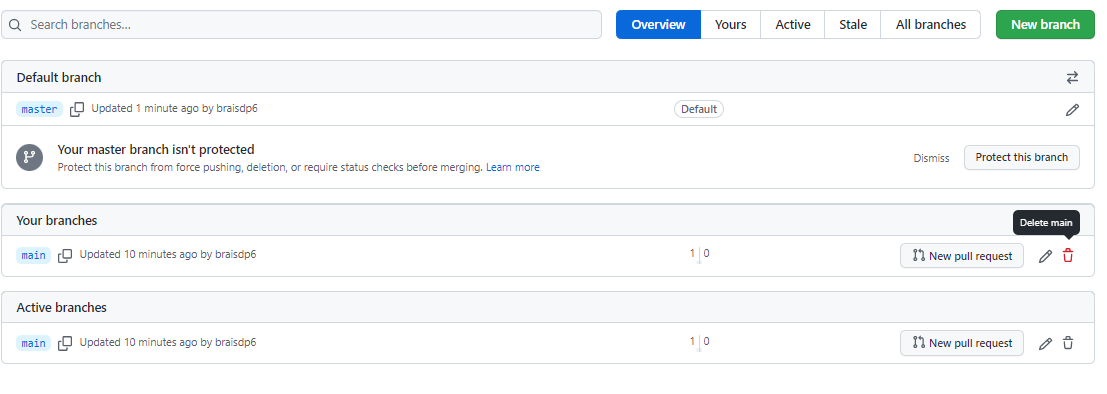 Search branches...
Overview Yours Active Stale All branches New branch
Default branch
master Updated 1 minute ago by braisdp6 Default
Your master branch isn't protected
Protect this branch from force pushing, deletion, or require status checks before merging. Learn more
Dismiss Protect this branch
Your branches
Delete main
main Updated 10 minutes ago by braisdp6 1 0 New pull request
Active branches
main Updated 10 minutes ago by braisdp6 1 0 New pull request